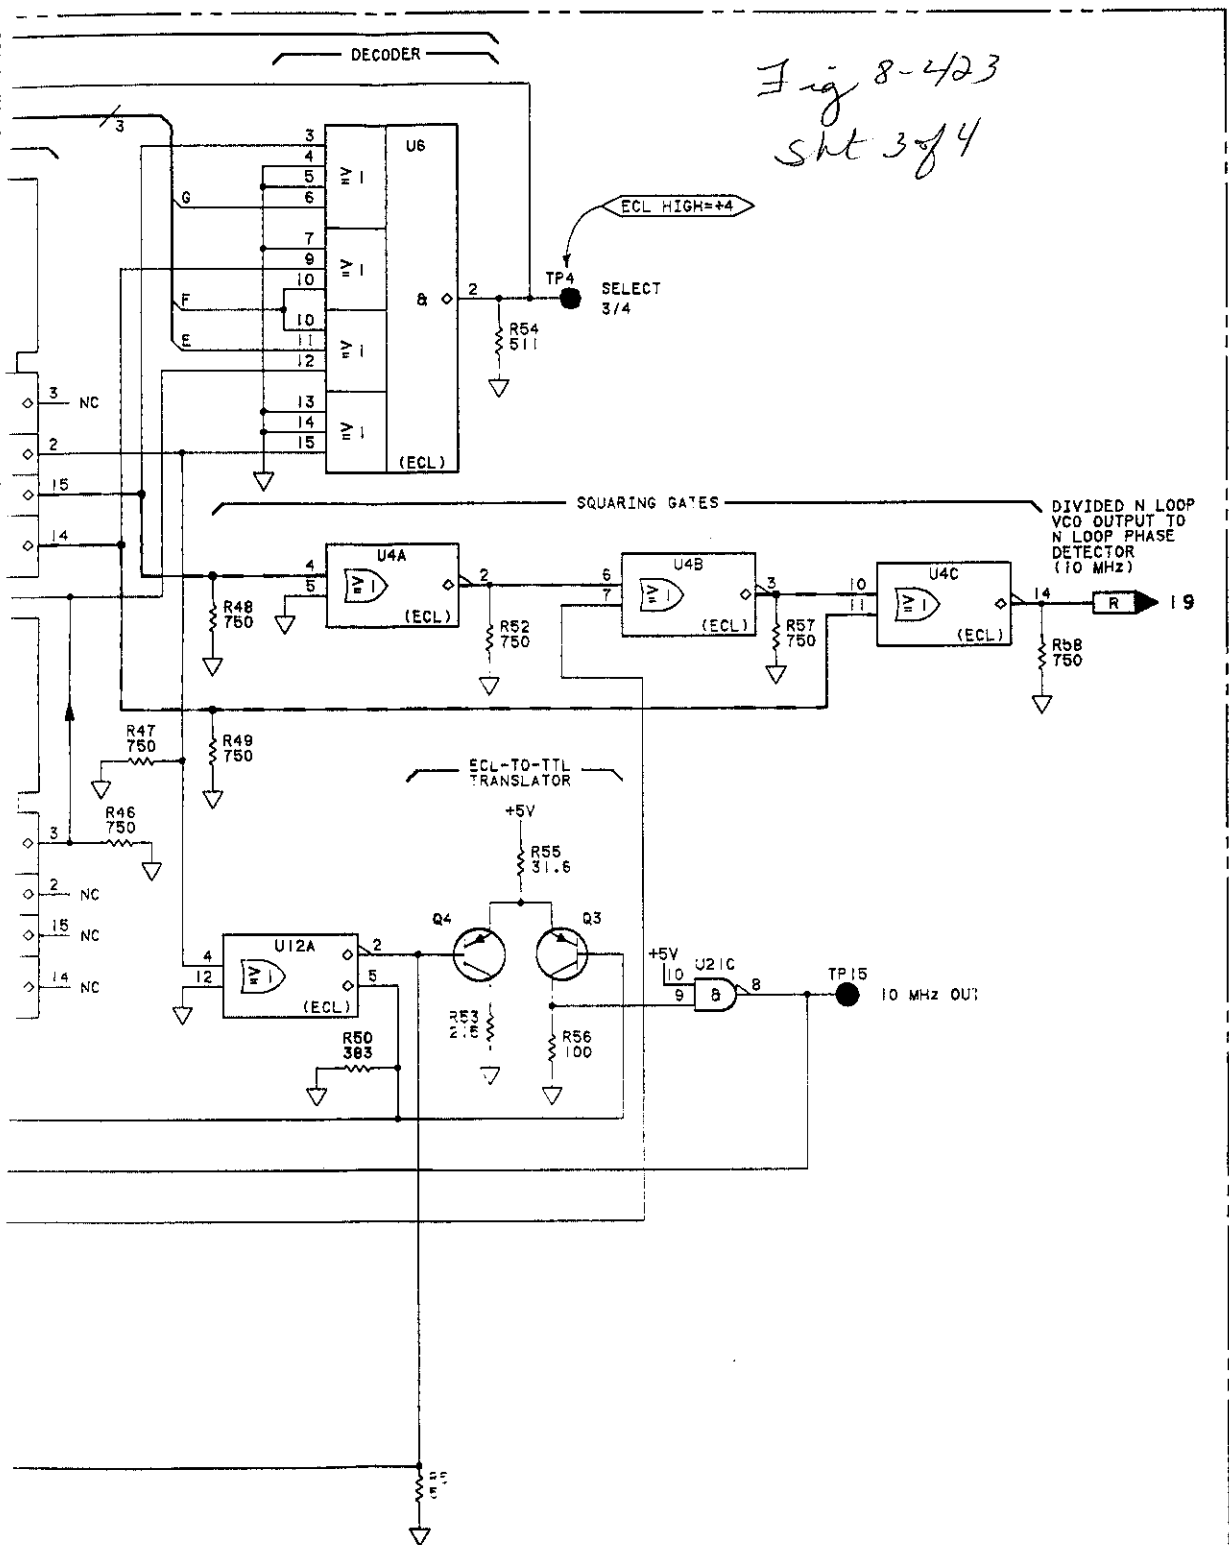 DECODER
Fig 8-423
Sht 3 of 4
3
3
4
5
6
G
U6
≥1
ECL HIGH=+4
7
9
10
≥1
F
10
11
12
E
≥1
&
2
TP4
SELECT
3/4
R54
511
13
14
15
≥1
(ECL)
3 NC
2
15
14
SQUARING GATES
DIVIDED N LOOP
VCO OUTPUT TO
N LOOP PHASE
DETECTOR
(10 MHz)
4
5
U4A
≥1
(ECL)
2
6
7
U4B
≥1
(ECL)
3
10
11
U4C
≥1
(ECL)
14
R
19
R48
750
R52
750
R57
750
R58
750
R47
750
R49
750
ECL-TO-TTL
TRANSLATOR
+5V
R46
750
3
R55
31.6
2 NC
15 NC
14 NC
Q4
Q3
4
12
U12A
≥1
(ECL)
2
5
+5V
10
9
U21C
&
8
TP15
10 MHz OUT
R53
R56
100
R50
383